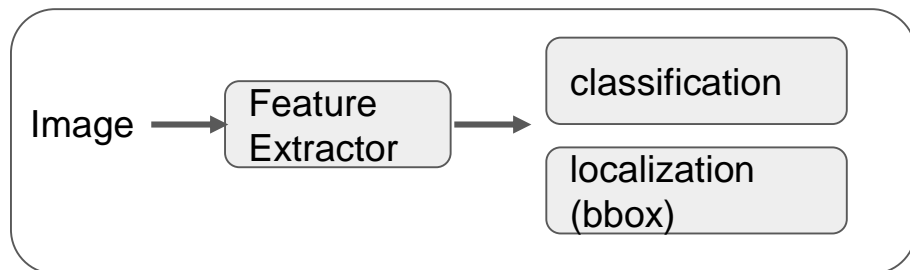 Image
Feature
Extractor
classification
localization
(bbox)